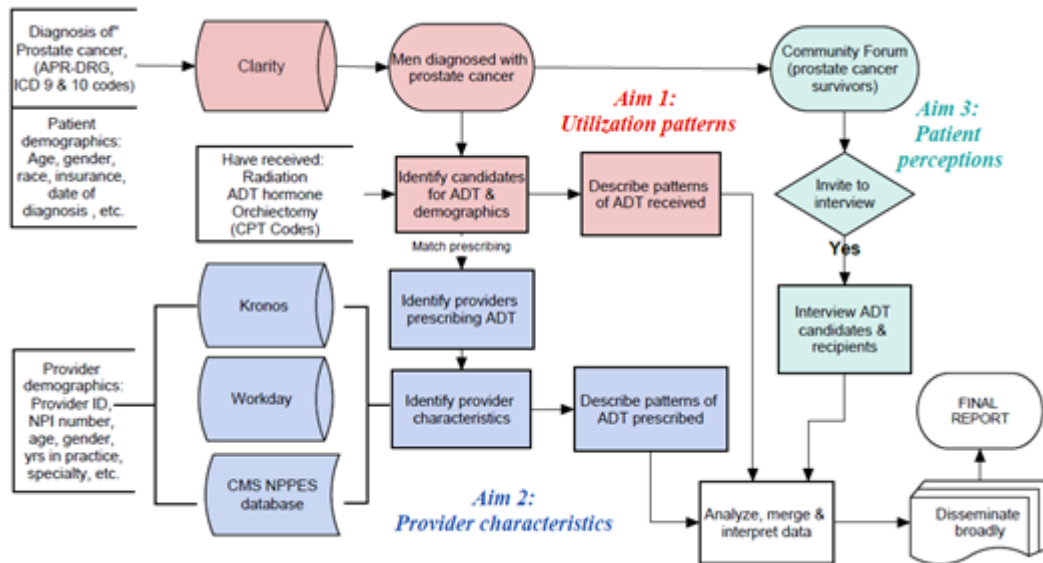 Diagnosis of"
Prostate cancer,
(APR-DRG,
ICD 9 & 10 codes)
Clarity
Men diagnosed with
prostate cancer
Community Forum
(prostate cancer
survivors)
Aim 1:
Utilization patterns
Aim 3:
Patient
perceptions
Patient
demographics:
Age, gender,
race, insurance,
date of
diagnosis , etc.
Have received:
Radiation
ADT hormone
Orchiectomy
(CPT Codes)
Identify candidates
for ADT &
demographics
Describe patterns
of ADT received
Invite to
interview
Match prescribing
Yes
Kronos
Identify providers
prescribing ADT
Interview ADT
candidates &
recipients
Provider
demographics:
Provider ID,
NPI number,
age, gender,
yrs in practice,
specialty, etc.
Workday
Identify provider
characteristics
Describe patterns of
ADT prescribed
FINAL
REPORT
CMS NPPES
database
Aim 2:
Provider characteristics
Analyze, merge &
interpret data
Disseminate
broadly